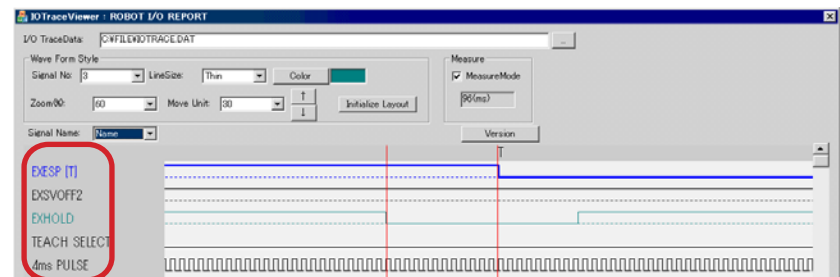 IOTraceViewer : ROBOT I/O REPORT
I/O TraceData: C:¥FILE¥IOTRACE.DAT ...
Wave Form Style
Measure
Signal No: 3 LineSize: Thin Color
MeasureMode
Zoom(X): 60 Move Unit: 30 ↑ ↓ Initialize Layout
96(ms)
Signal Name: Name
Version
T
EXESP [T]
EXSVOFF2
EXHOLD
TEACH SELECT
4ms PULSE